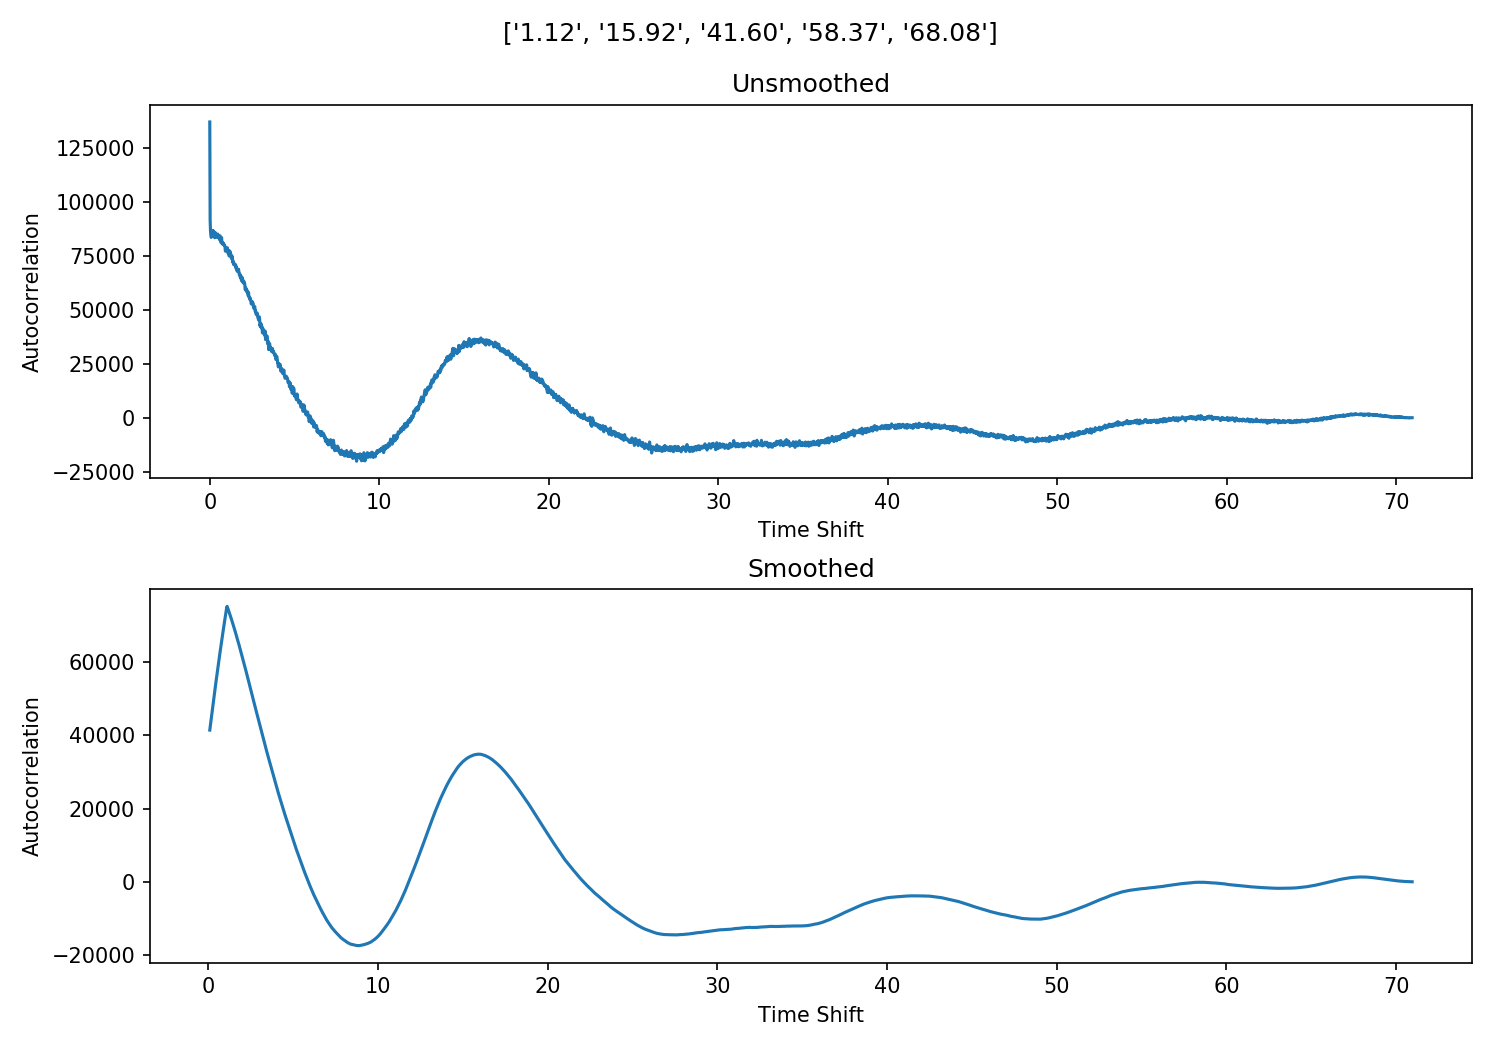 ['1.12', '15.92', '41.60', '58.37', '68.08']
Unsmoothed
Autocorrelation
125000
100000
75000
50000
25000
0
−25000
0 10 20 30 40 50 60 70
Time Shift
Smoothed
Autocorrelation
60000
40000
20000
0
−20000
0 10 20 30 40 50 60 70
Time Shift